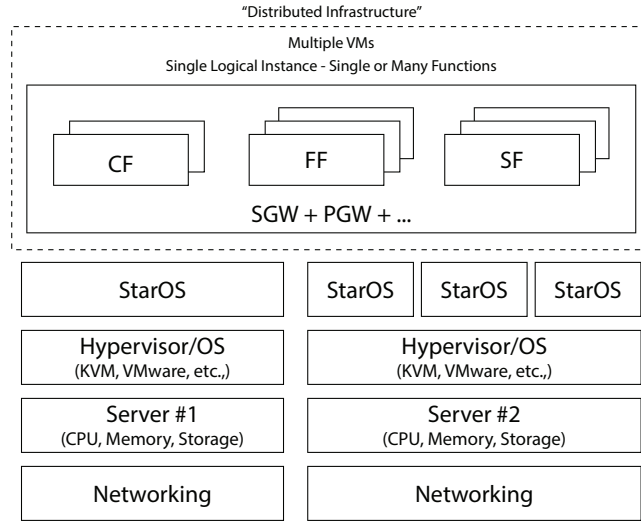 “Distributed Infrastructure”
Multiple VMs
Single Logical Instance - Single or Many Functions
CF
FF
SF
SGW + PGW + ...
StarOS
StarOS
StarOS
StarOS
Hypervisor/OS
(KVM, VMware, etc.,)
Hypervisor/OS
(KVM, VMware, etc.,)
Server #1
(CPU, Memory, Storage)
Server #2
(CPU, Memory, Storage)
Networking
Networking